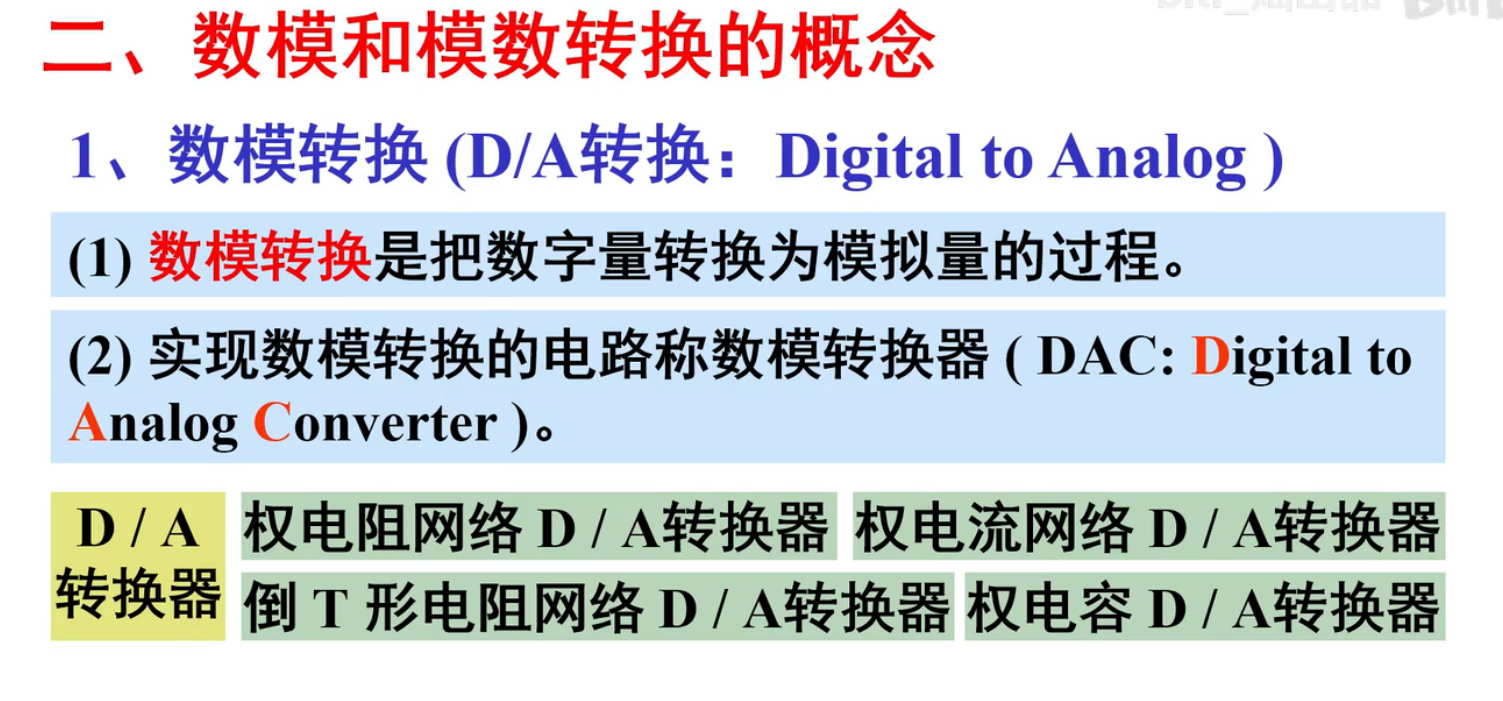 二、数模和模数转换的概念
1、数模转换 (D/A转换：Digital to Analog )
(1) 数模转换是把数字量转换为模拟量的过程。
(2) 实现数模转换的电路称数模转换器 ( DAC: Digital to
Analog Converter )。
D / A
转换器
权电阻网络 D / A转换器
权电流网络 D / A转换器
倒 T 形电阻网络 D / A转换器
权电容 D / A转换器